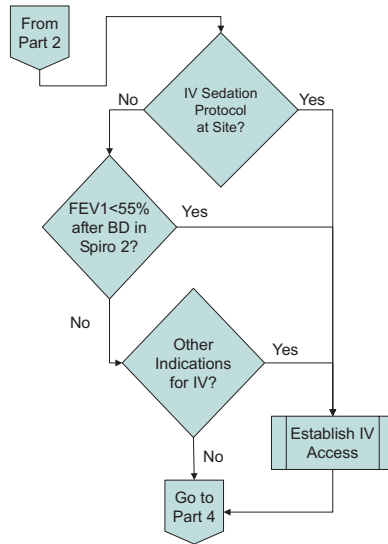 From
Part 2
IV Sedation
Protocol
at Site?
No
Yes
FEV1<55%
after BD in
Spiro 2?
Yes
No
Other
Indications
for IV?
Yes
No
Establish IV
Access
Go to
Part 4